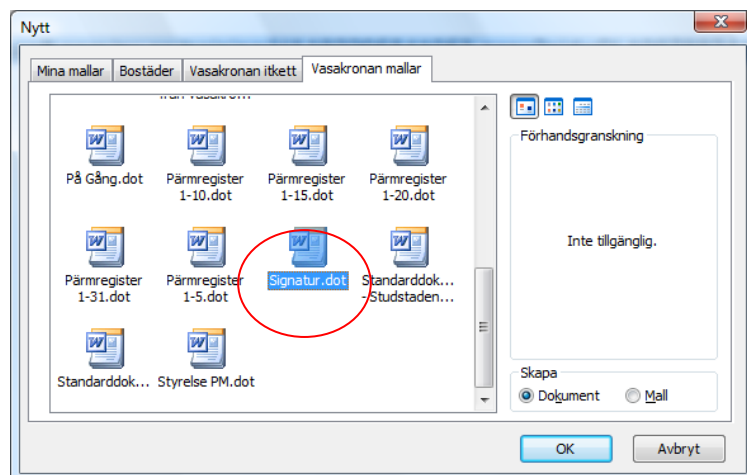 Nytt
Mina mallar Bostäder Vasakronan itkett Vasakronan mallar
På Gång.dot Pärmregister Pärmregister Pärmregister
1-10.dot 1-15.dot 1-20.dot
Pärmregister Pärmregister Signatur.dot Standarddok...
1-31.dot 1-5.dot - Studstaden...
Standarddok... Styrelse PM.dot
Förhandsgranskning
Inte tillgänglig.
Skapa
Dokument Mall
OK Avbryt